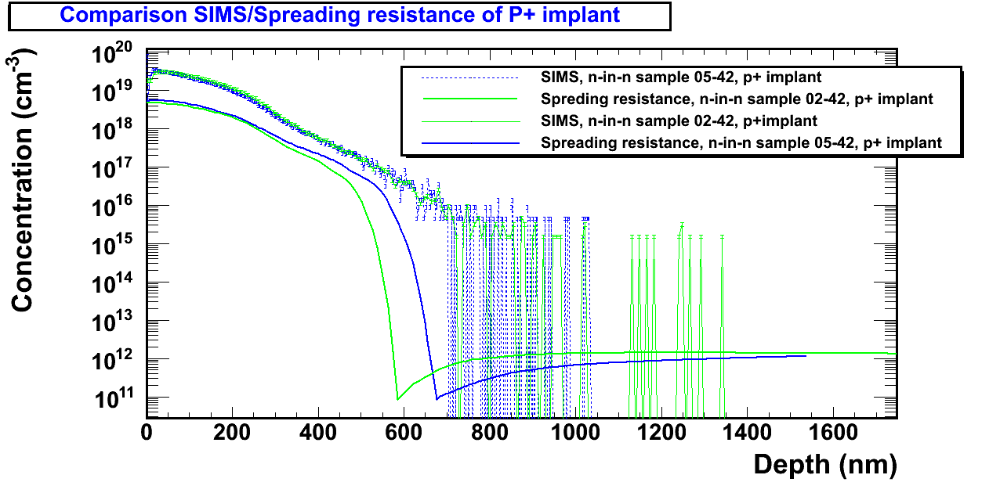 Comparison SIMS/Spreading resistance of P+ implant
Concentration (cm-3)
10^20
10^19
10^18
10^17
10^16
10^15
10^14
10^13
10^12
10^11
SIMS, n-in-n sample 05-42, p+ implant
Spreding resistance, n-in-n sample 02-42, p+ implant
SIMS, n-in-n sample 02-42, p+implant
Spreading resistance, n-in-n sample 05-42, p+ implant
0 200 400 600 800 1000 1200 1400 1600
Depth (nm)